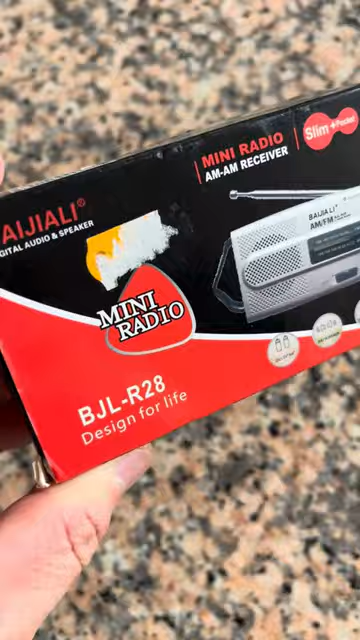 AIJIALI®
GITAL AUDIO & SPEAKER
MINI RADIO
AM-AM RECEIVER
Slim+Pocket
BAIJIALI
AM/FM
MINI
RADIO
BJL-R28
Design for life